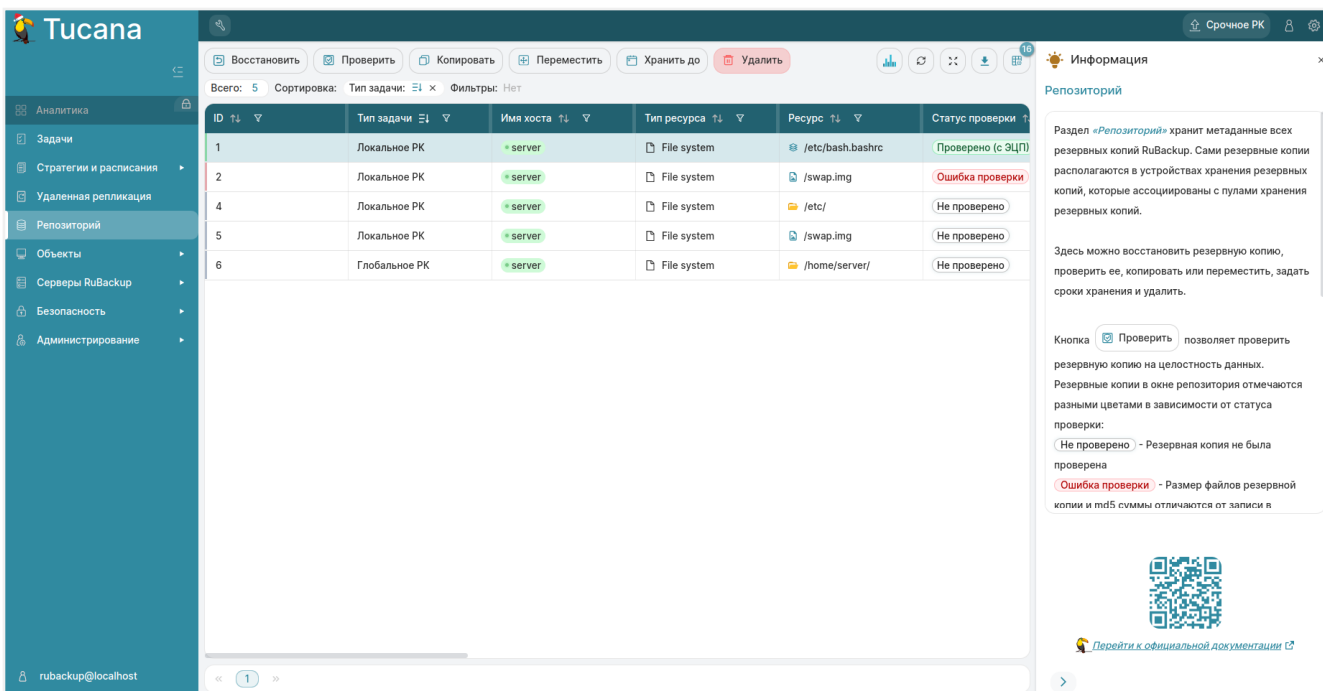 Tucana
Срочное РК
Аналитика
Задачи
Стратегии и расписания
Удаленная репликация
Репозиторий
Объекты
Серверы RuBackup
Безопасность
Администрирование
rubackup@localhost
Восстановить Проверить Копировать Переместить Хранить до Удалить 16
Всего: 5 Сортировка: Тип задачи: × Фильтры: Нет
ID Тип задачи Имя хоста Тип ресурса Ресурс Статус проверки
1 Локальное РК server File system /etc/bash.bashrc Проверено (с ЭЦП)
2 Локальное РК server File system /swap.img Ошибка проверки
4 Локальное РК server File system /etc/ Не проверено
5 Локальное РК server File system /swap.img Не проверено
6 Глобальное РК server File system /home/server/ Не проверено
« 1 »
Информация
Репозиторий
Раздел «Репозиторий» хранит метаданные всех
резервных копий RuBackup. Сами резервные копии
располагаются в устройствах хранения резервных
копий, которые ассоциированы с пулами хранения
резервных копий.
Здесь можно восстановить резервную копию,
проверить ее, копировать или переместить, задать
сроки хранения и удалить.
Кнопка Проверить позволяет проверить
резервную копию на целостность данных.
Резервные копии в окне репозитория отмечаются
разными цветами в зависимости от статуса
проверки:
Не проверено - Резервная копия не была
проверена
Ошибка проверки - Размер файлов резервной
копии и md5 суммы отличаются от записи в
Перейти к официальной документации